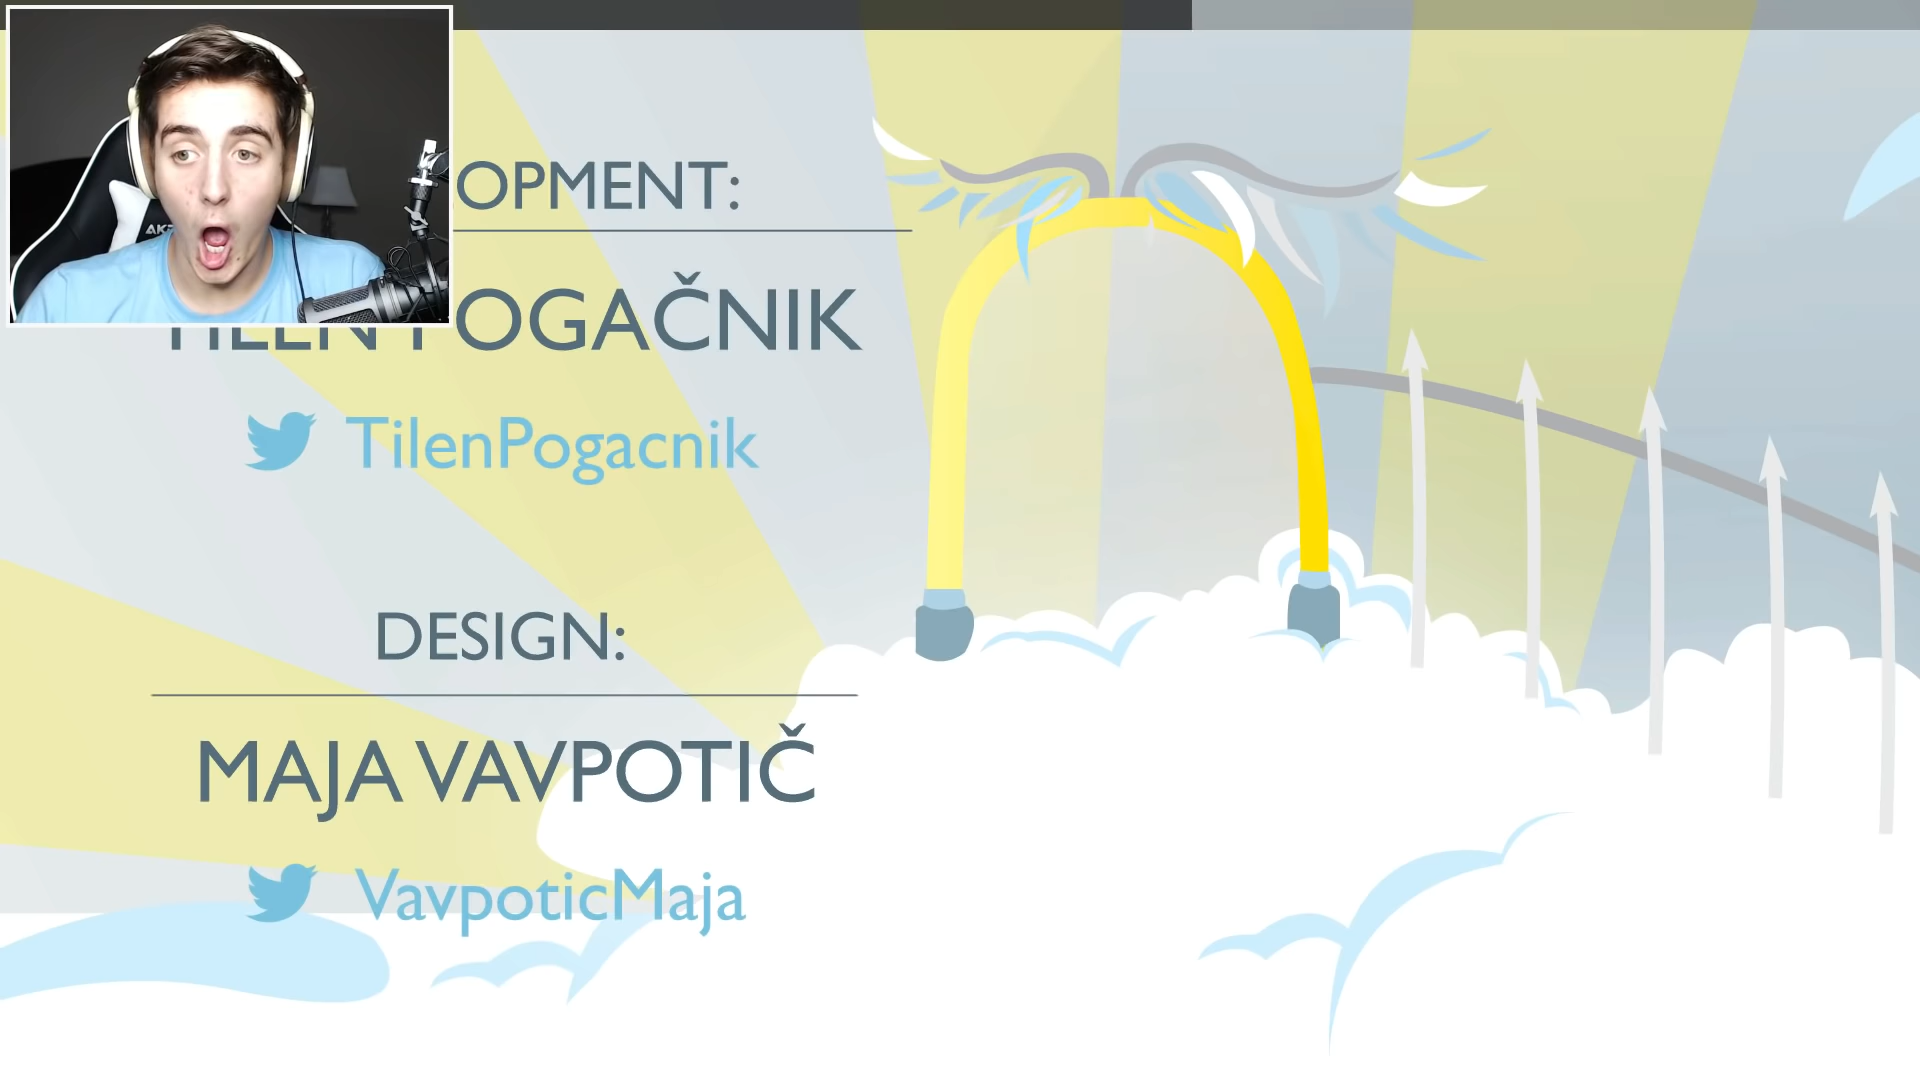 OPMENT:
OGAČNIK
TilenPogacnik
DESIGN:
MAJA VAVPOTIČ
VavpoticMaja